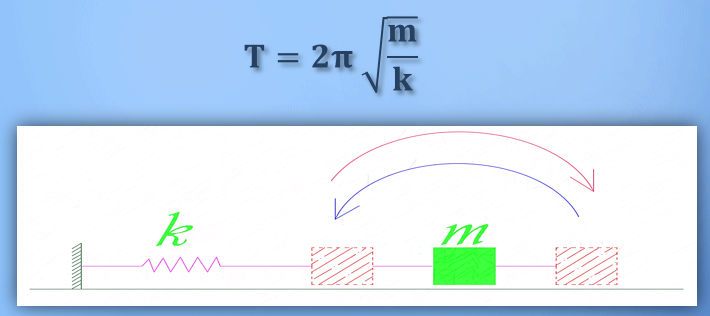 T = 2π √(m/k)
k
m